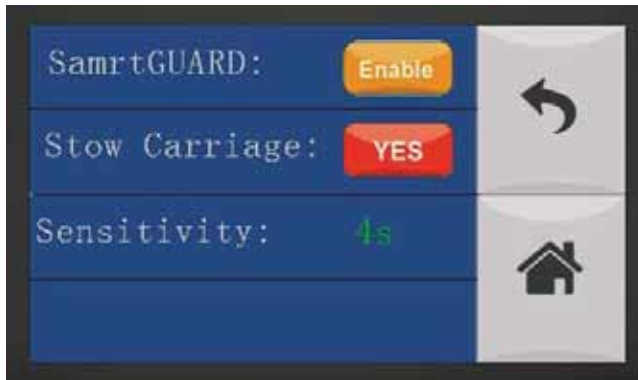 SamrtGUARD: Enable
Stow Carriage: YES
Sensitivity: 4s